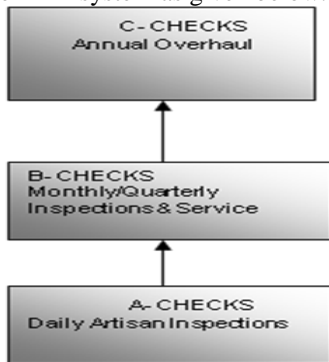 C- CHECKS
Annual Overhaul
B- CHECKS
Monthly/Quarterly
Inspections & Service
A- CHECKS
Daily Artisan Inspections